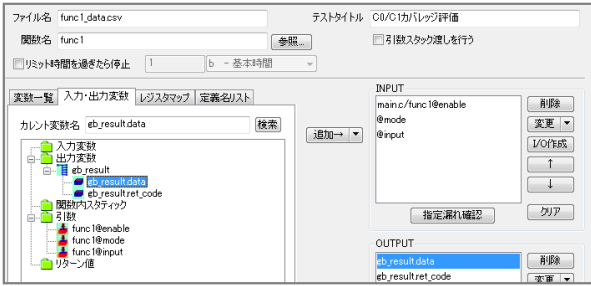 ファイル名 func1_data.csv
テストタイトル C0/C1カバレッジ評価
関数名 func1
参照...
引数スタック渡しを行う
リミット時間を過ぎたら停止 1 b - 基本時間
変数一覧 入力・出力変数 レジスタマップ 定義名リスト
カレント変数名 gb_result.data 検索
入力変数
出力変数
gb_result
gb_result.data
gb_result.ret_code
関数内スタティック
引数
func1@enable
func1@mode
func1@input
リターン値
追加→
INPUT
main.c/func1@enable
@mode
@input
削除
変更
I/O作成
↑
↓
指定漏れ確認
クリア
OUTPUT
gb_result.data
gb_result.ret_code
削除
変更